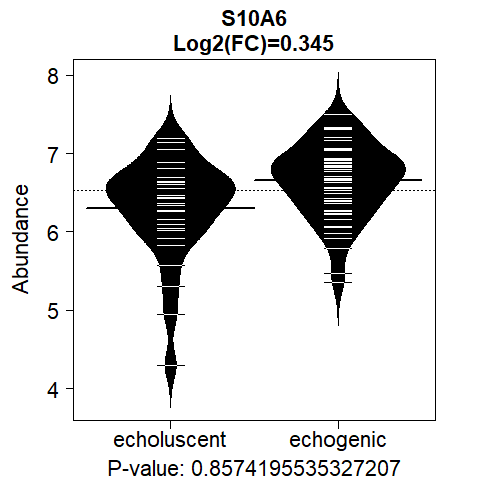 S10A6
Log2(FC)=0.345
8
7
6
5
4
Abundance
echoluscent echogenic
P-value: 0.8574195535327207